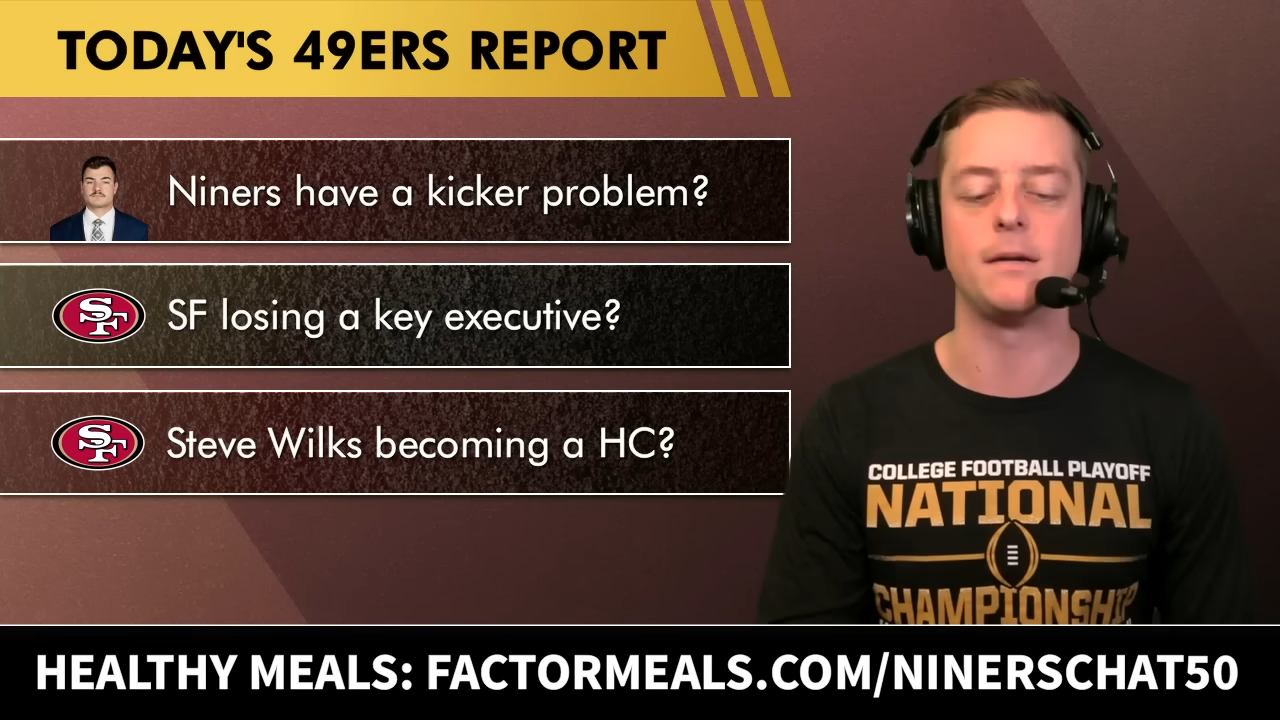 TODAY'S 49ERS REPORT
Niners have a kicker problem?
SF
SF losing a key executive?
SF
Steve Wilks becoming a HC?
COLLEGE FOOTBALL PLAYOFF
NATIONAL
CHAMPIONSHIP
HEALTHY MEALS: FACTORMEALS.COM/NINERSCHAT50